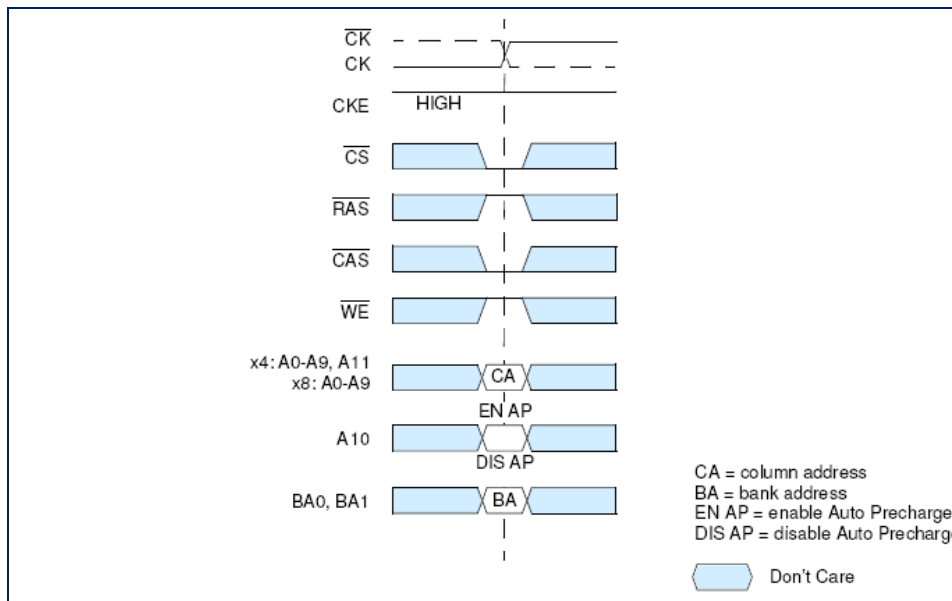 CK
CK
CKE HIGH
CS
RAS
CAS
WE
x4: A0-A9, A11
x8: A0-A9
CA
EN AP
A10
DIS AP
BA0, BA1
BA
CA = column address
BA = bank address
EN AP = enable Auto Precharge
DIS AP = disable Auto Precharg
Don't Care